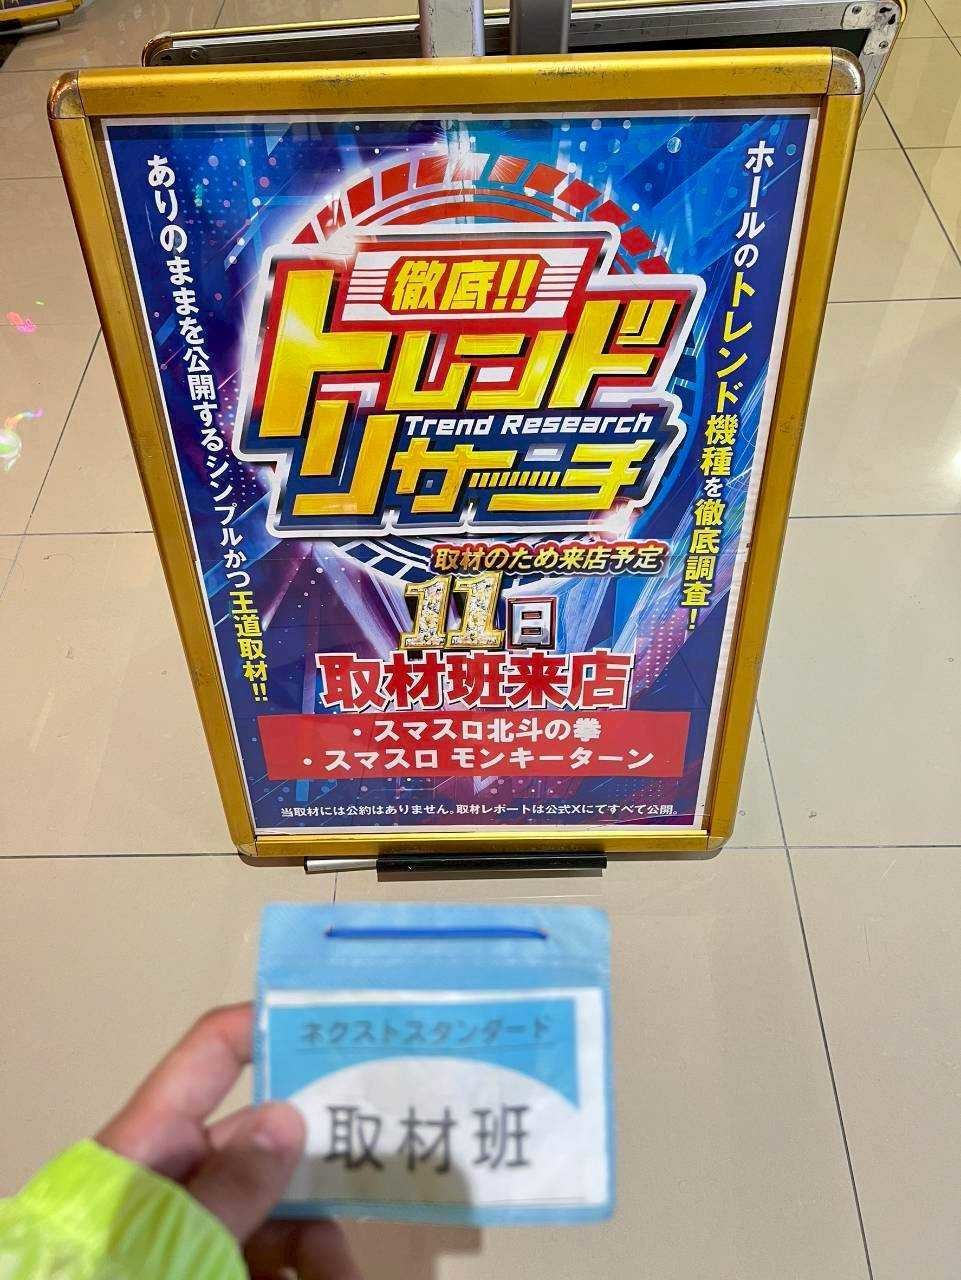 ホールのトレンド機種を徹底調査！
ありのままを公開するシンプルかつ王道取材!!
徹底!!
トレンド
Trend Research
リサーチ
取材のため来店予定
11日
取材班来店
・スマスロ北斗の拳
・スマスロ モンキーターン
当取材には公約はありません。取材レポートは公式Xにてすべて公開。
ネクストスタンダード
取材班